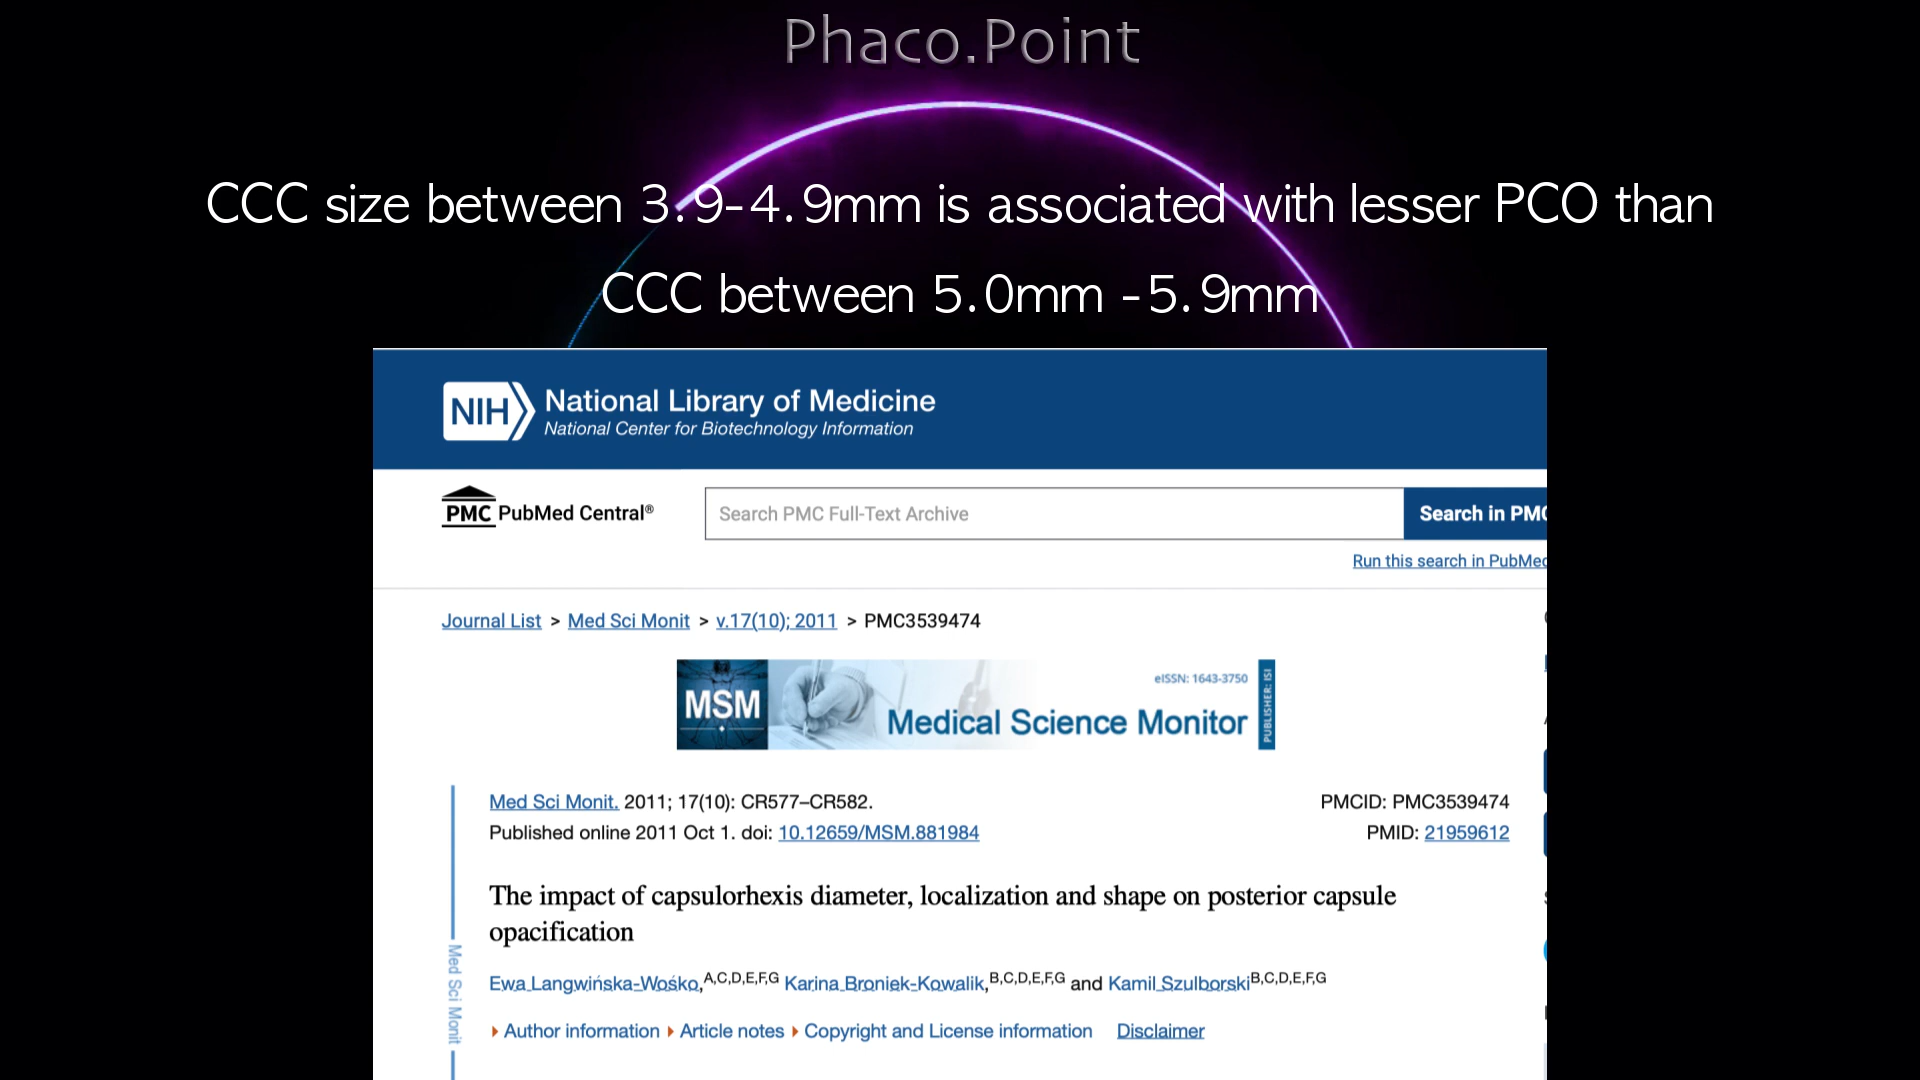 Phaco.Point
CCC size between 3.9-4.9mm is associated with lesser PCO than
CCC between 5.0mm -5.9mm
NIH National Library of Medicine
National Center for Biotechnology Information
PMC PubMed Central®
Search PMC Full-Text Archive
Search in PMC
Run this search in PubMed
Journal List > Med Sci Monit > v.17(10); 2011 > PMC3539474
MSM
eISSN: 1643-3750
Medical Science Monitor
PUBLISHER: ISI
Med Sci Monit. 2011; 17(10): CR577–CR582.
PMCID: PMC3539474
Published online 2011 Oct 1. doi: 10.12659/MSM.881984
PMID: 21959612
The impact of capsulorhexis diameter, localization and shape on posterior capsule
opacification
Ewa Langwińska-Wośko,A,C,D,E,F,G Karina Broniek-Kowalik,B,C,D,E,F,G and Kamil SzulborskiB,C,D,E,F,G
Author information Article notes Copyright and License information Disclaimer
Med Sci Monit